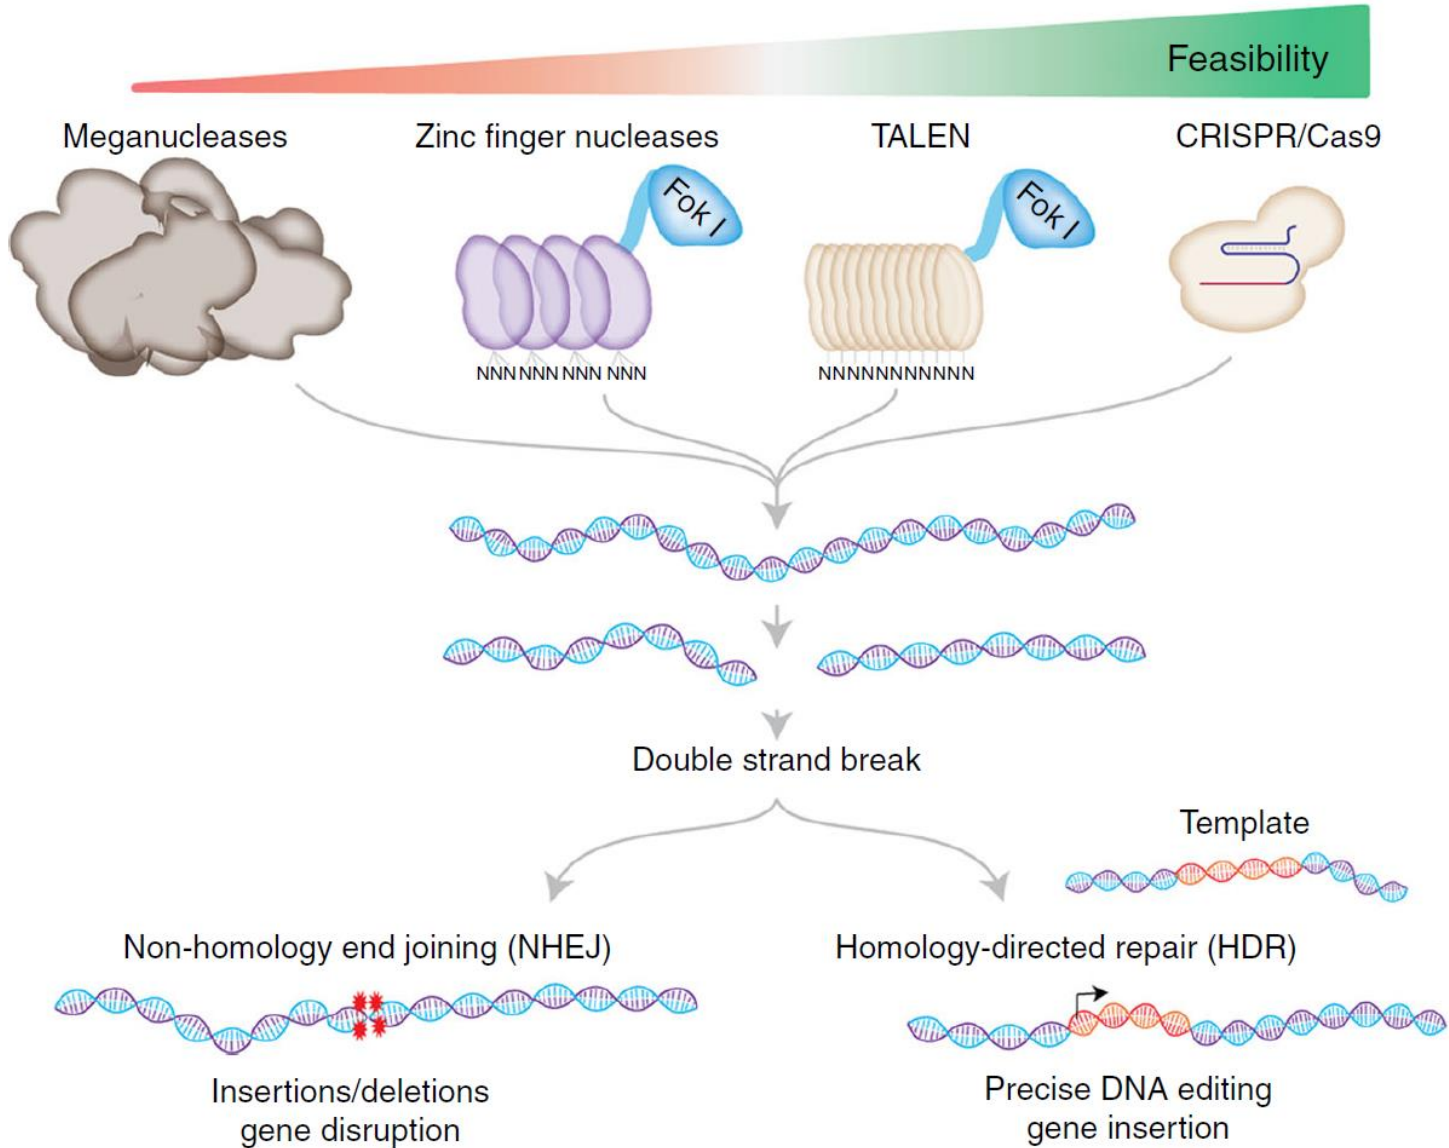 Feasibility
Meganucleases
Zinc finger nucleases
TALEN
CRISPR/Cas9
Fok I
Fok I
NNN NNN NNN NNN
NNNNNNNNNNN
Double strand break
Template
Non-homology end joining (NHEJ)
Homology-directed repair (HDR)
Insertions/deletions
gene disruption
Precise DNA editing
gene insertion